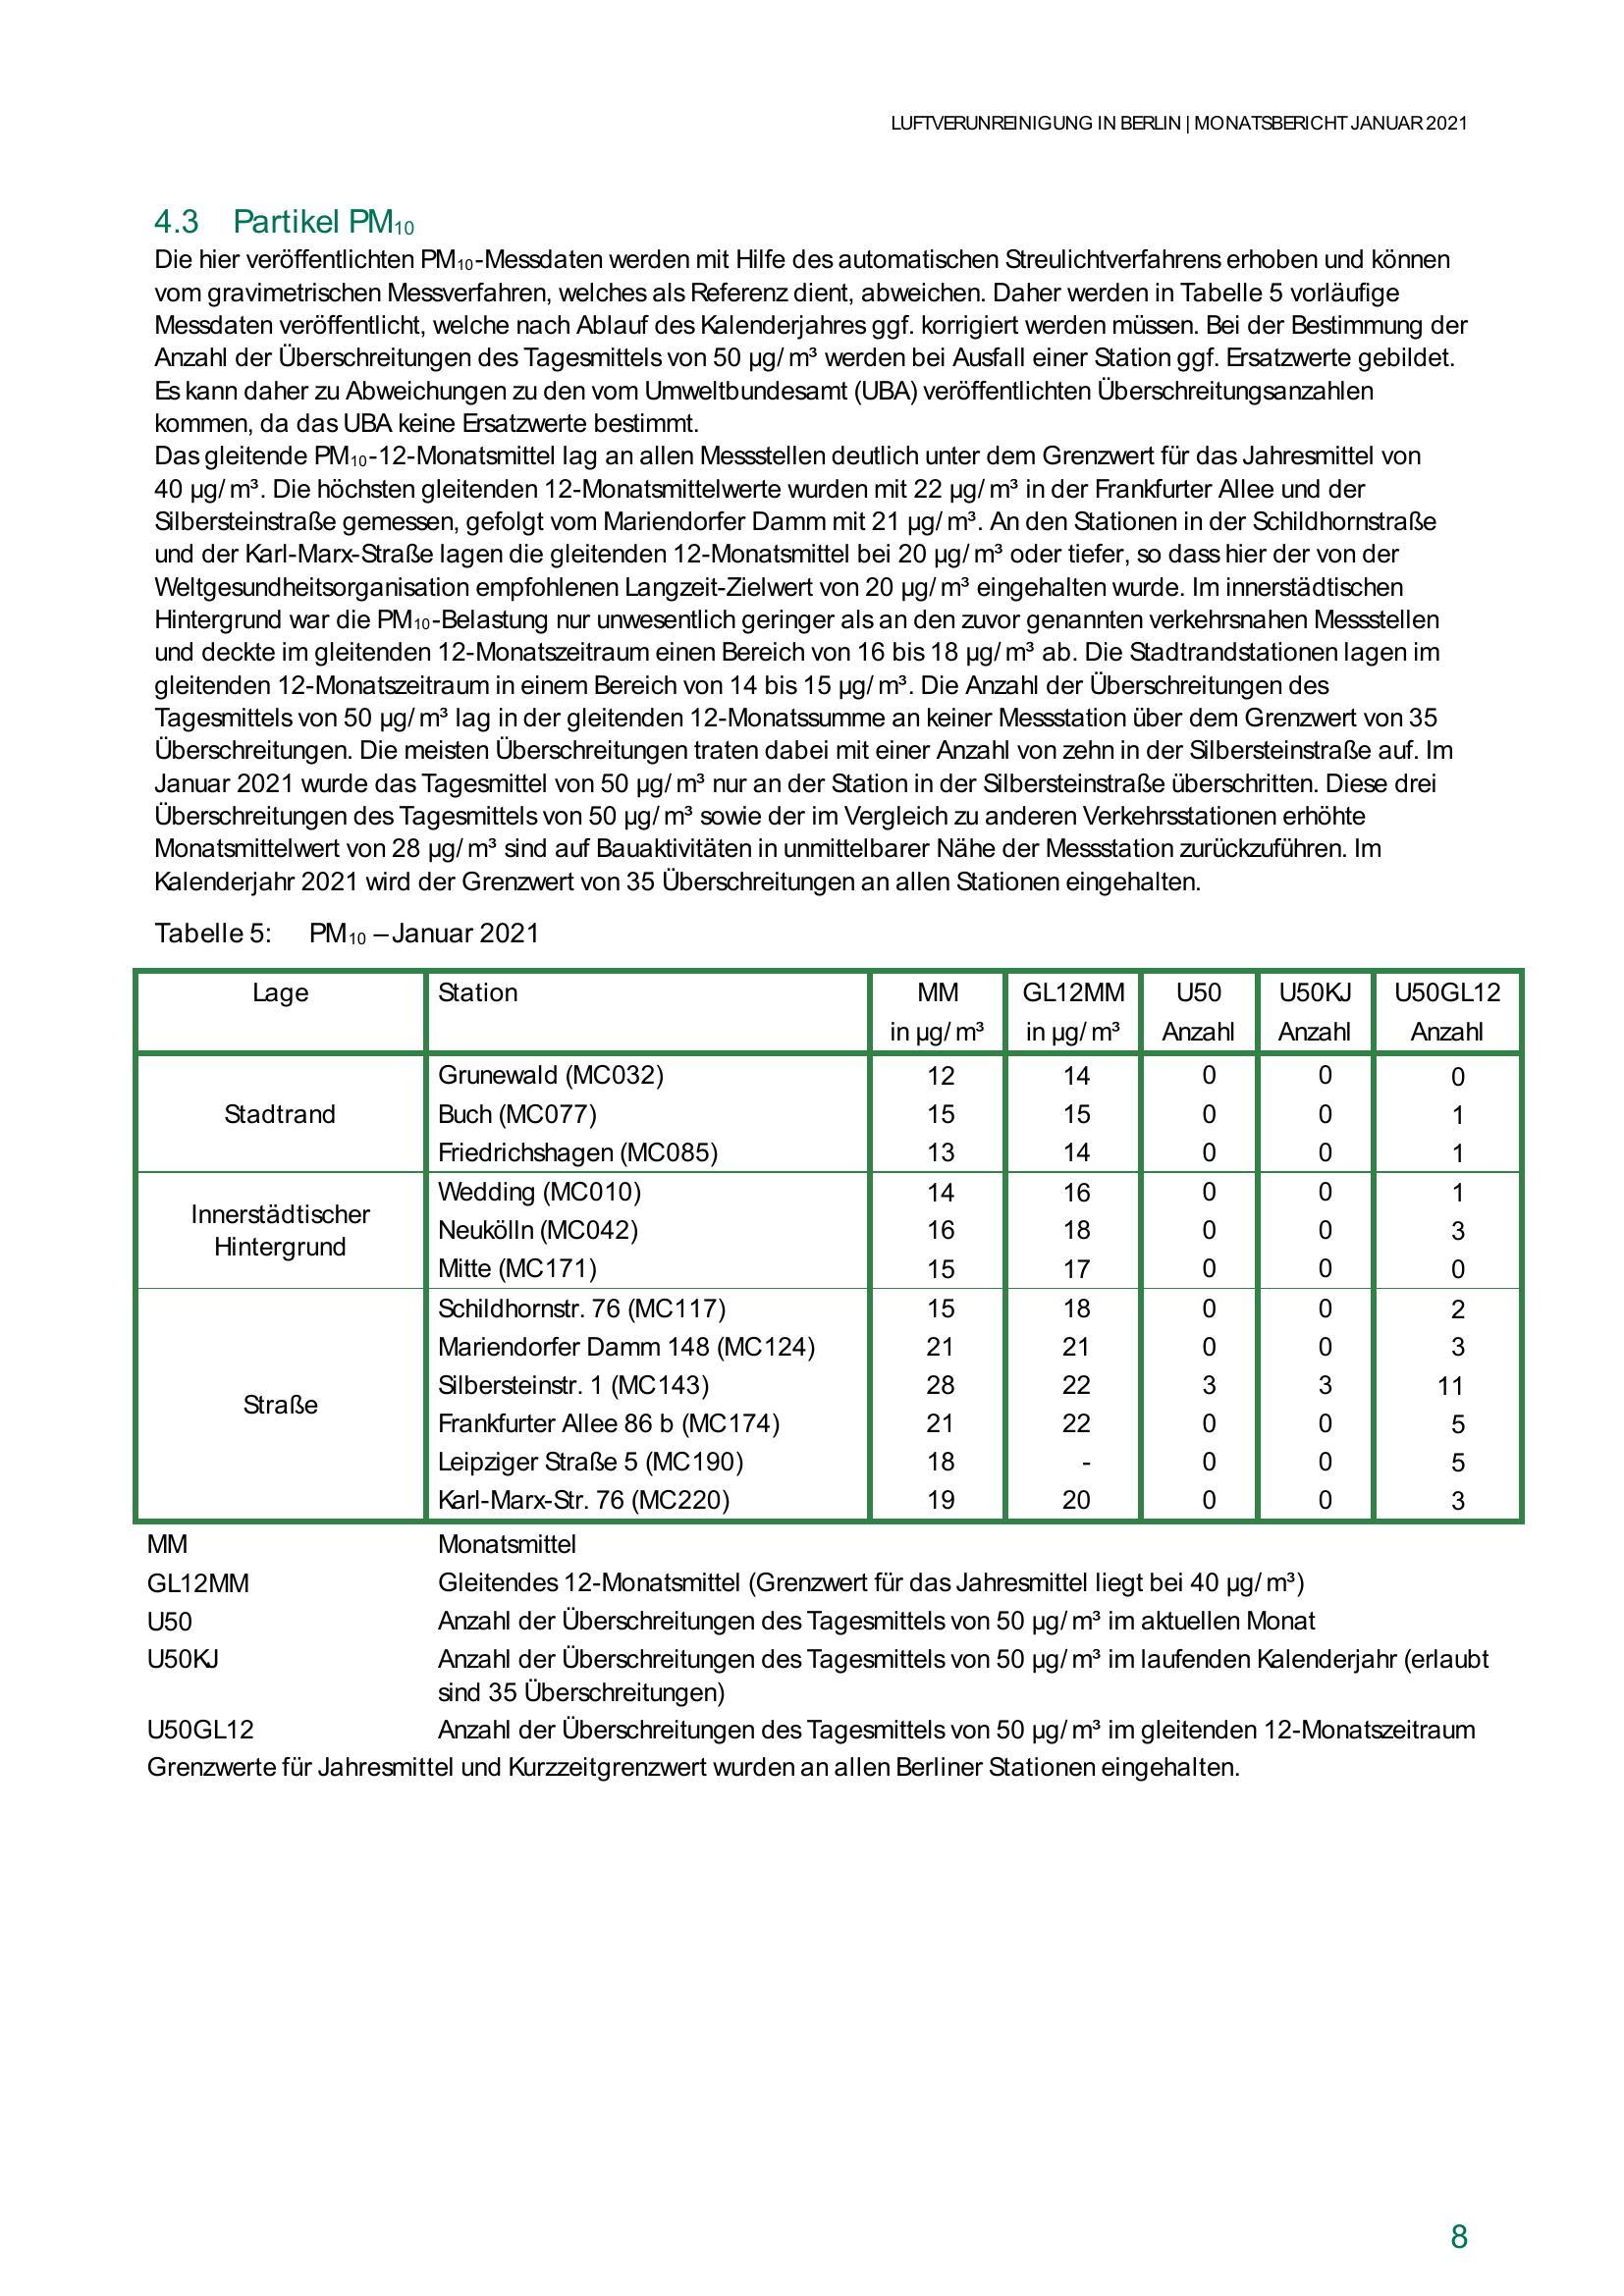 LUFTVERUNREINIGUNG IN BERLIN | MONATSBERICHT JANUAR 2021
4.3 Partikel PM₁₀
Die hier veröffentlichten PM₁₀-Messdaten werden mit Hilfe des automatischen Streulichtverfahrens erhoben und können
vom gravimetrischen Messverfahren, welches als Referenz dient, abweichen. Daher werden in Tabelle 5 vorläufige
Messdaten veröffentlicht, welche nach Ablauf des Kalenderjahres ggf. korrigiert werden müssen. Bei der Bestimmung der
Anzahl der Überschreitungen des Tagesmittels von 50 µg/m³ werden bei Ausfall einer Station ggf. Ersatzwerte gebildet.
Es kann daher zu Abweichungen zu den vom Umweltbundesamt (UBA) veröffentlichten Überschreitungsanzahlen
kommen, da das UBA keine Ersatzwerte bestimmt.
Das gleitende PM₁₀-12-Monatsmittel lag an allen Messstellen deutlich unter dem Grenzwert für das Jahresmittel von
40 µg/m³. Die höchsten gleitenden 12-Monatsmittelwerte wurden mit 22 µg/m³ in der Frankfurter Allee und der
Silbersteinstraße gemessen, gefolgt vom Mariendorfer Damm mit 21 µg/m³. An den Stationen in der Schildhornstraße
und der Karl-Marx-Straße lagen die gleitenden 12-Monatsmittel bei 20 µg/m³ oder tiefer, so dass hier der von der
Weltgesundheitsorganisation empfohlenen Langzeit-Zielwert von 20 µg/m³ eingehalten wurde. Im innerstädtischen
Hintergrund war die PM₁₀-Belastung nur unwesentlich geringer als an den zuvor genannten verkehrsnahen Messstellen
und deckte im gleitenden 12-Monatszeitraum einen Bereich von 16 bis 18 µg/m³ ab. Die Stadtrandstationen lagen im
gleitenden 12-Monatszeitraum in einem Bereich von 14 bis 15 µg/m³. Die Anzahl der Überschreitungen des
Tagesmittels von 50 µg/m³ lag in der gleitenden 12-Monatssumme an keiner Messstation über dem Grenzwert von 35
Überschreitungen. Die meisten Überschreitungen traten dabei mit einer Anzahl von zehn in der Silbersteinstraße auf. Im
Januar 2021 wurde das Tagesmittel von 50 µg/m³ nur an der Station in der Silbersteinstraße überschritten. Diese drei
Überschreitungen des Tagesmittels von 50 µg/m³ sowie der im Vergleich zu anderen Verkehrsstationen erhöhte
Monatsmittelwert von 28 µg/m³ sind auf Bauaktivitäten in unmittelbarer Nähe der Messstation zurückzuführen. Im
Kalenderjahr 2021 wird der Grenzwert von 35 Überschreitungen an allen Stationen eingehalten.
Tabelle 5: PM₁₀ – Januar 2021
Lage Station MM GL12MM U50 U50KJ U50GL12
in µg/m³ in µg/m³ Anzahl Anzahl Anzahl
Grunewald (MC032) 12 14 0 0 0
Stadtrand Buch (MC077) 15 15 0 0 1
Friedrichshagen (MC085) 13 14 0 0 1
Wedding (MC010) 14 16 0 0 1
Innerstädtischer
Hintergrund
Neukölln (MC042) 16 18 0 0 3
Mitte (MC171) 15 17 0 0 0
Schildhornstr. 76 (MC117) 15 18 0 0 2
Mariendorfer Damm 148 (MC124) 21 21 0 0 3
Silbersteinstr. 1 (MC143) 28 22 3 3 11
Straße
Frankfurter Allee 86 b (MC174) 21 22 0 0 5
Leipziger Straße 5 (MC190) 18 - 0 0 5
Karl-Marx-Str. 76 (MC220) 19 20 0 0 3
MM Monatsmittel
GL12MM Gleitendes 12-Monatsmittel (Grenzwert für das Jahresmittel liegt bei 40 µg/m³)
U50 Anzahl der Überschreitungen des Tagesmittels von 50 µg/m³ im aktuellen Monat
U50KJ Anzahl der Überschreitungen des Tagesmittels von 50 µg/m³ im laufenden Kalenderjahr (erlaubt
sind 35 Überschreitungen)
U50GL12 Anzahl der Überschreitungen des Tagesmittels von 50 µg/m³ im gleitenden 12-Monatszeitraum
Grenzwerte für Jahresmittel und Kurzzeitgrenzwert wurden an allen Berliner Stationen eingehalten.
8